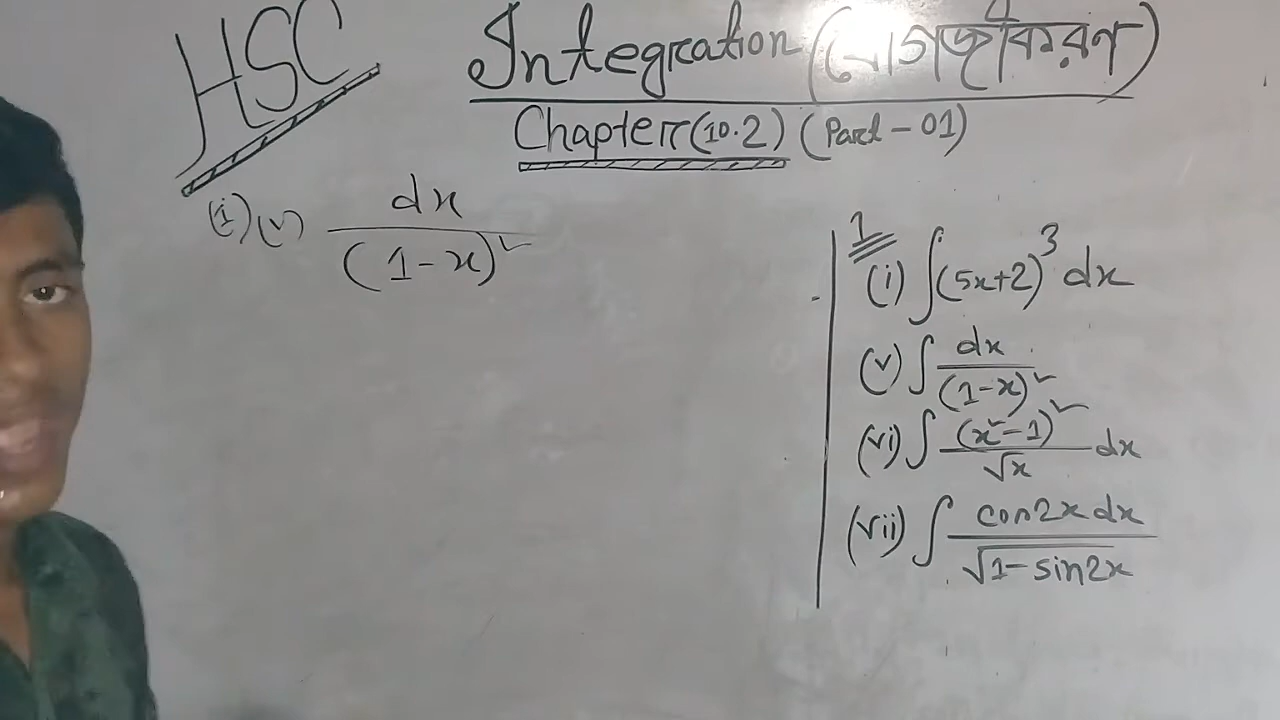 HSC
Integration (যোগজীকরণ)
Chapter (10.2) (Part - 01)
(i) (v) dx
(1-x)²
1
(i) ∫(5x+2)³ dx
(v) ∫ dx
(1-x)²
(vi) ∫ (x²-1)² dx
√x
(vii) ∫ cos2x dx
√1-sin2x